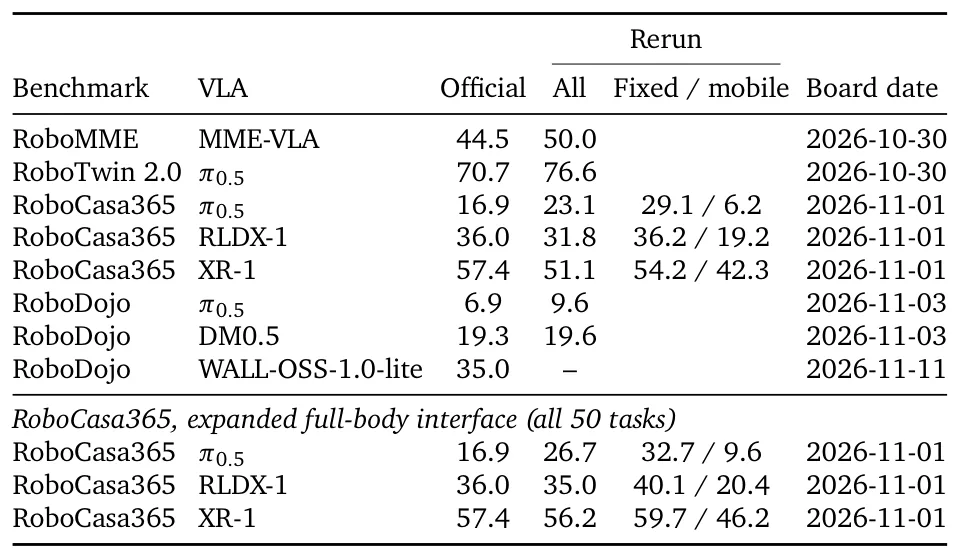 Rerun
Benchmark VLA Official All Fixed / mobile Board date
RoboMME MME-VLA 44.5 50.0 2026-10-30
RoboTwin 2.0 π0.5 70.7 76.6 2026-10-30
RoboCasa365 π0.5 16.9 23.1 29.1 / 6.2 2026-11-01
RoboCasa365 RLDX-1 36.0 31.8 36.2 / 19.2 2026-11-01
RoboCasa365 XR-1 57.4 51.1 54.2 / 42.3 2026-11-01
RoboDojo π0.5 6.9 9.6 2026-11-03
RoboDojo DM0.5 19.3 19.6 2026-11-03
RoboDojo WALL-OSS-1.0-lite 35.0 – 2026-11-11
RoboCasa365, expanded full-body interface (all 50 tasks)
RoboCasa365 π0.5 16.9 26.7 32.7 / 9.6 2026-11-01
RoboCasa365 RLDX-1 36.0 35.0 40.1 / 20.4 2026-11-01
RoboCasa365 XR-1 57.4 56.2 59.7 / 46.2 2026-11-01